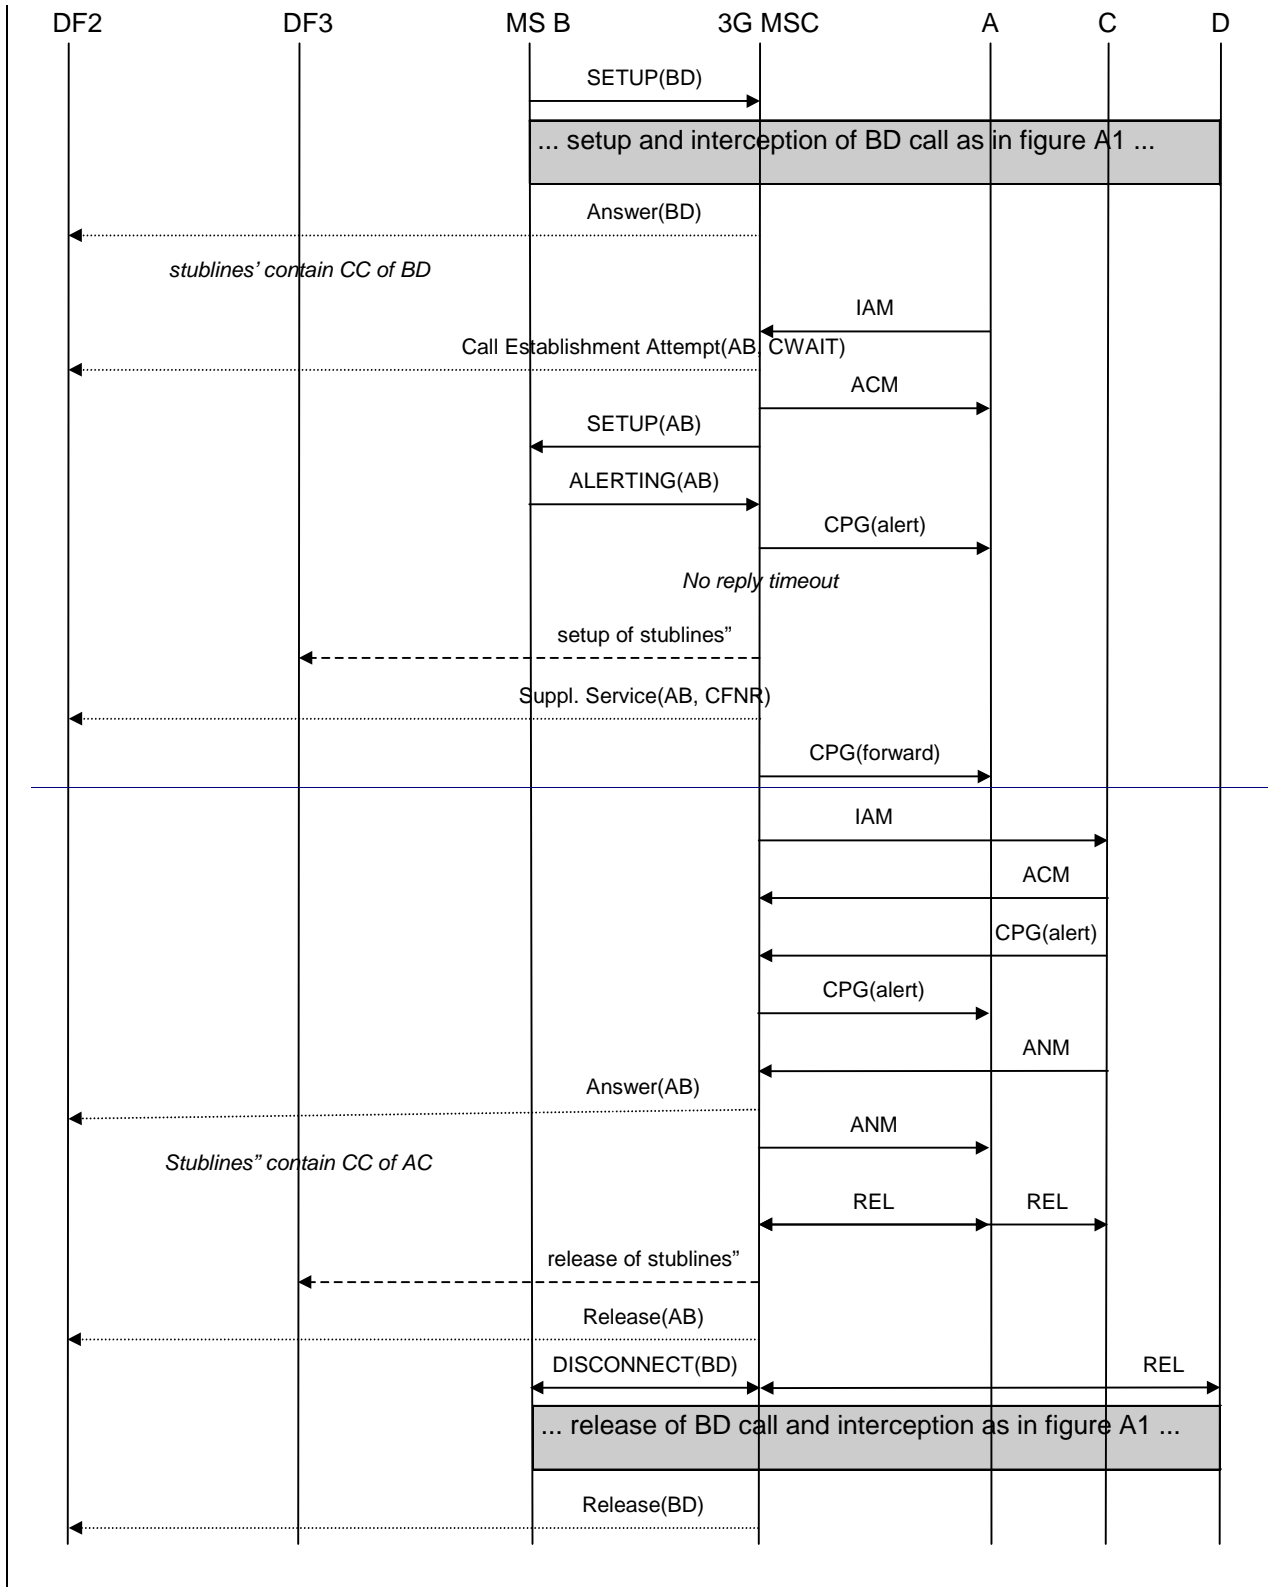 DF2 DF3 MS B 3G MSC A C D
SETUP(BD)
... setup and interception of BD call as in figure A1 ...
Answer(BD)
stublines’ contain CC of BD
IAM
Call Establishment Attempt(AB, CWAIT)
ACM
SETUP(AB)
ALERTING(AB)
CPG(alert)
No reply timeout
setup of stublines”
Suppl. Service(AB, CFNR)
CPG(forward)
IAM
ACM
CPG(alert)
CPG(alert)
ANM
Answer(AB)
ANM
Stublines” contain CC of AC
REL REL
release of stublines”
Release(AB)
DISCONNECT(BD) REL
... release of BD call and interception as in figure A1 ...
Release(BD)